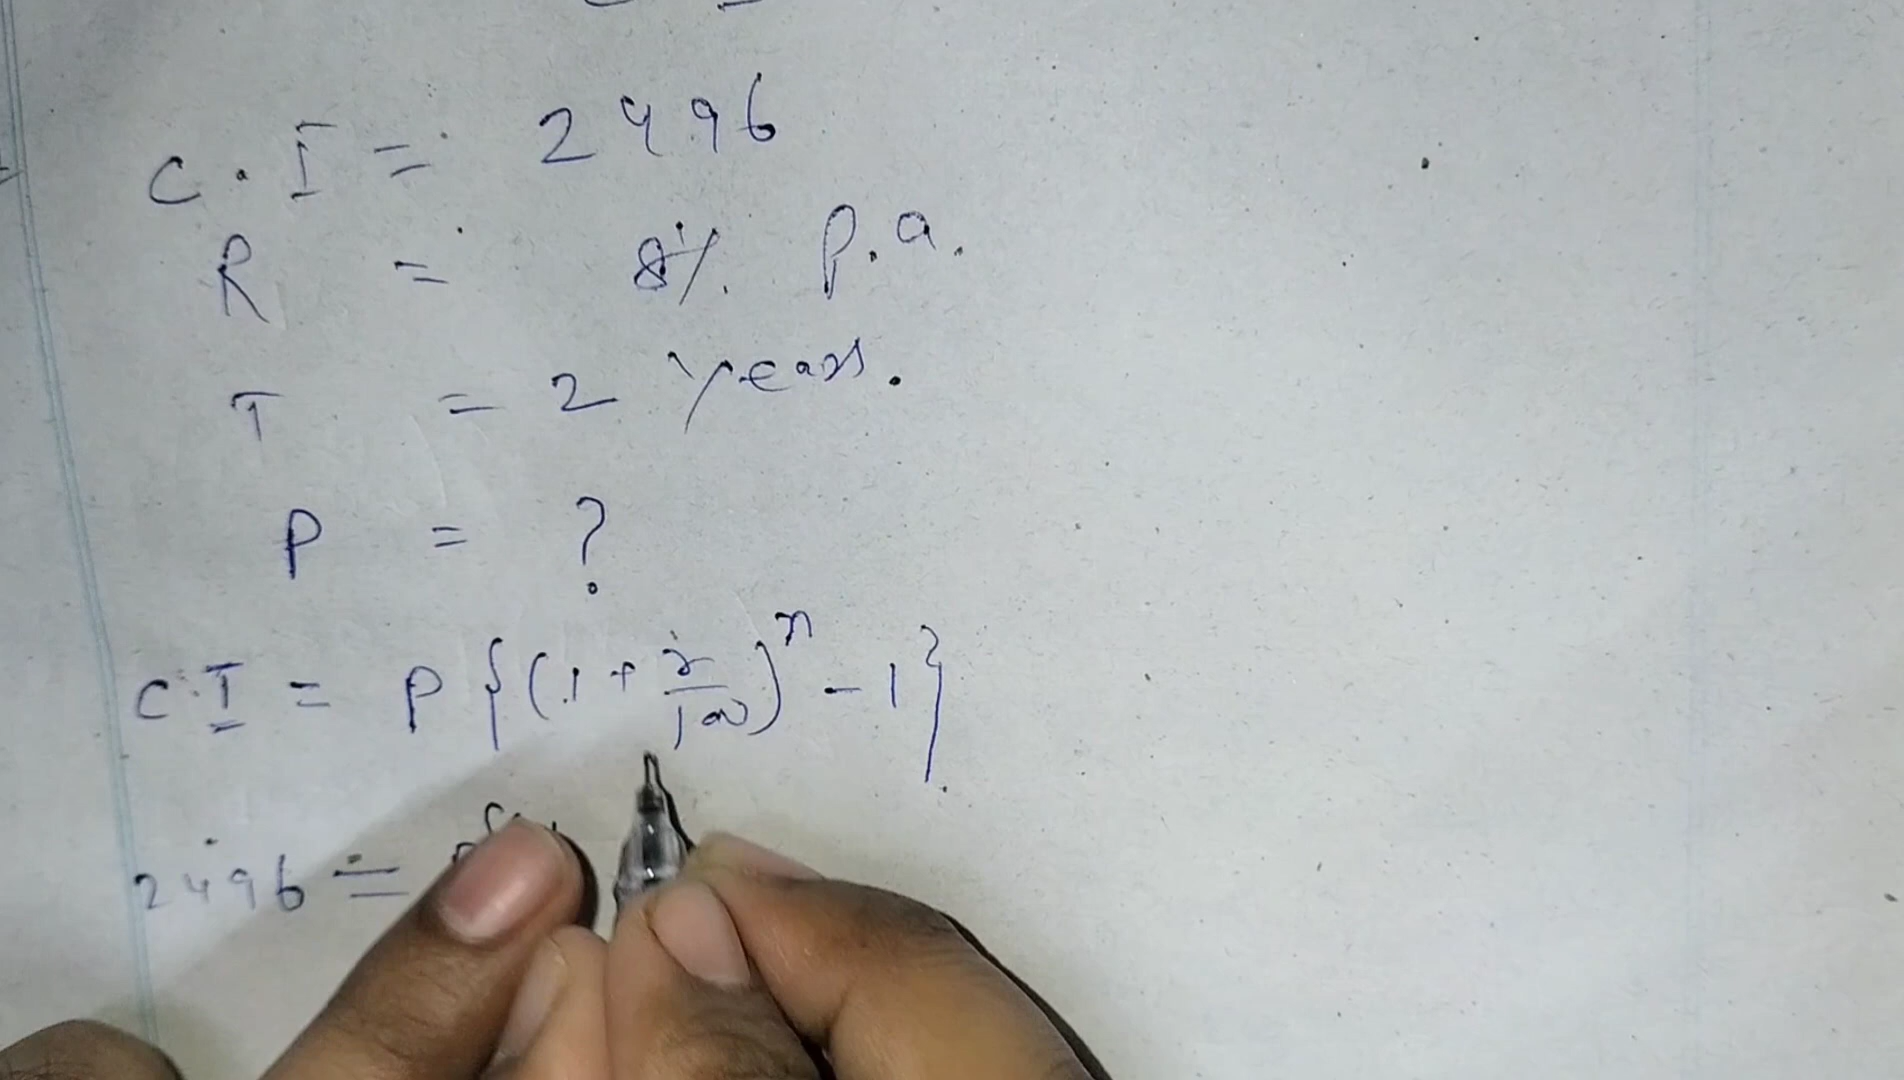 C.I = 2496
R = 8% P.a.
T = 2 years.
P = ?
C.I = P{(1+r/100)^n - 1}
2496 =